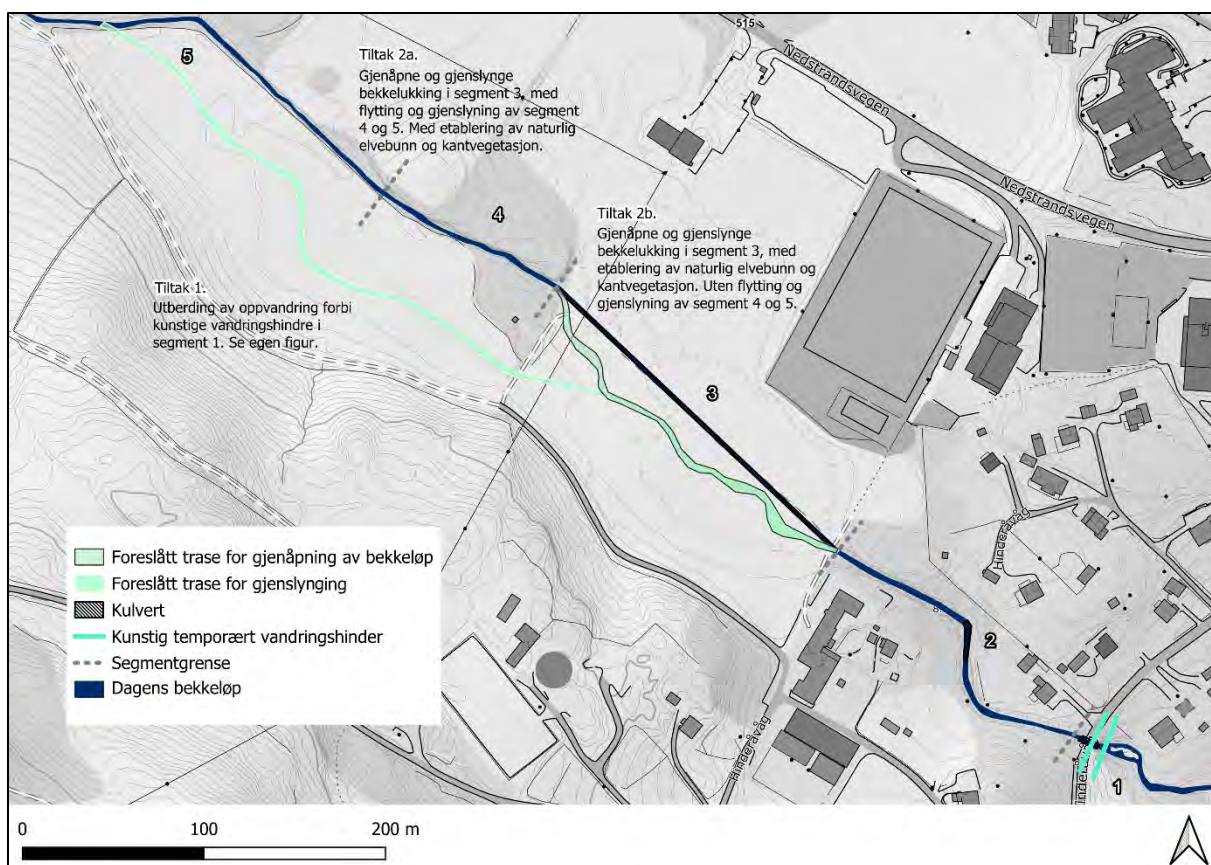 515
Nedstrandsvegen
5
Tiltak 2a.
Gjenåpne og gjenslynge
bekkelukking i segment 3, med
flytting og gjenslyning av segment
4 og 5. Med etablering av naturlig
elvebunn og kantvegetasjon.
Nedstrandsvegen
4
Tiltak 2b.
Gjenåpne og gjenslynge
bekkelukking i segment 3, med
etablering av naturlig elvebunn og
kantvegetasjon. Uten flytting og
gjenslyning av segment 4 og 5.
Tiltak 1.
Utberding av oppvandring forbi
kunstige vandringshindre i
segment 1. Se egen figur.
3
Hinderåvåg
Foreslått trase for gjenåpning av bekkeløp
Foreslått trase for gjenslynging
Kulvert
Kunstig temporært vandringshinder
Segmentgrense
Dagens bekkeløp
2
Hinderåvåg
1
0
100
200 m